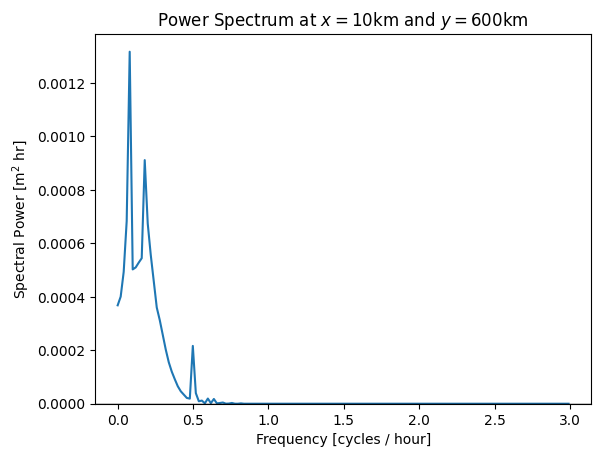 Power Spectrum at x = 10km and y = 600km
Spectral Power [m² hr]
0.0012
0.0010
0.0008
0.0006
0.0004
0.0002
0.0000
0.0 0.5 1.0 1.5 2.0 2.5 3.0
Frequency [cycles / hour]